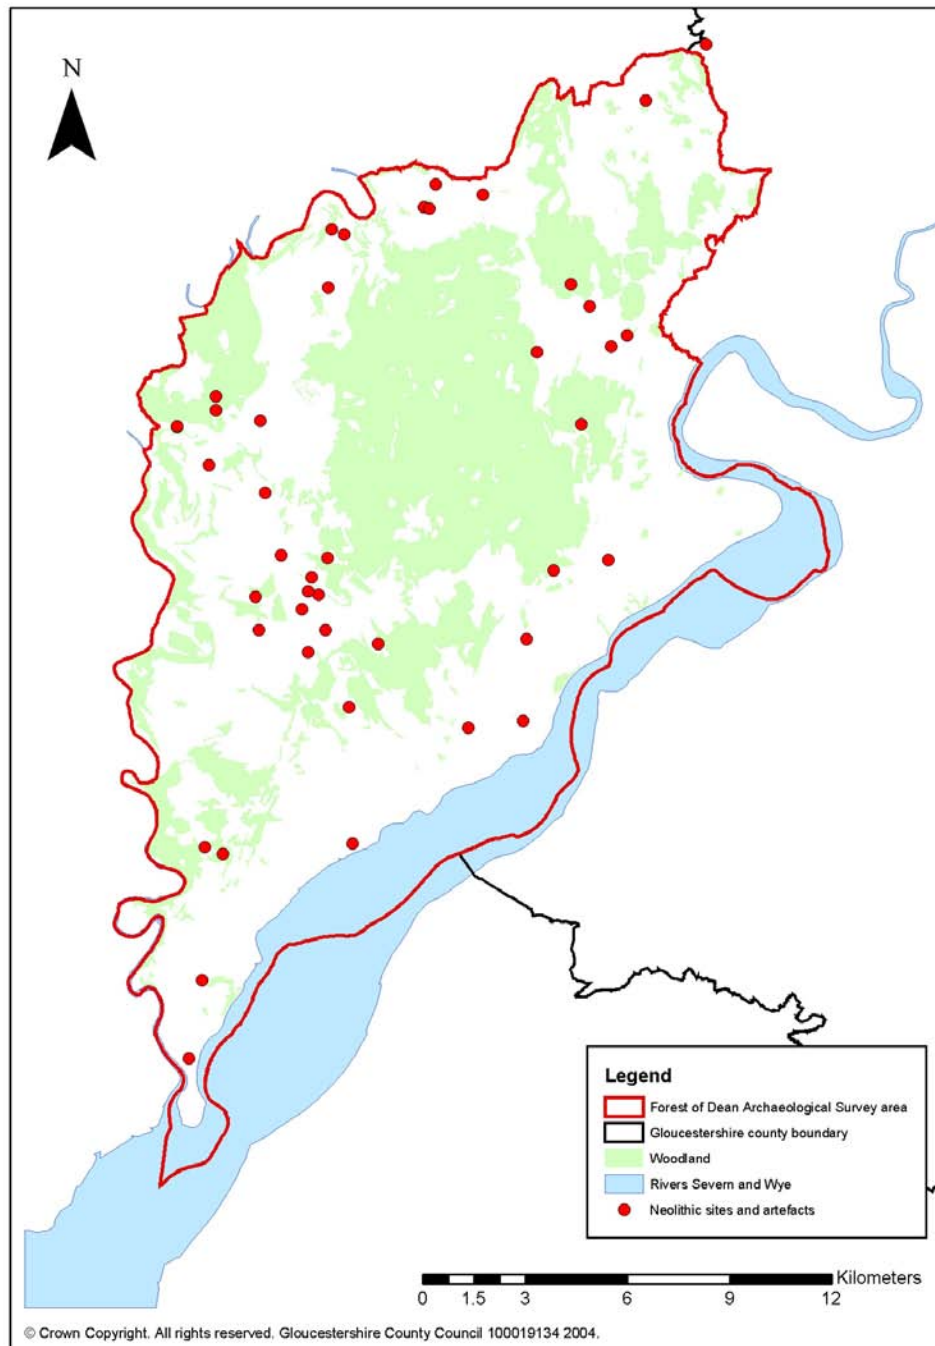 N
Legend
Forest of Dean Archaeological Survey area
Gloucestershire county boundary
Woodland
Rivers Severn and Wye
Neolithic sites and artefacts
Kilometers
0 1.5 3 6 9 12
© Crown Copyright. All rights reserved. Gloucestershire County Council 100019134 2004.